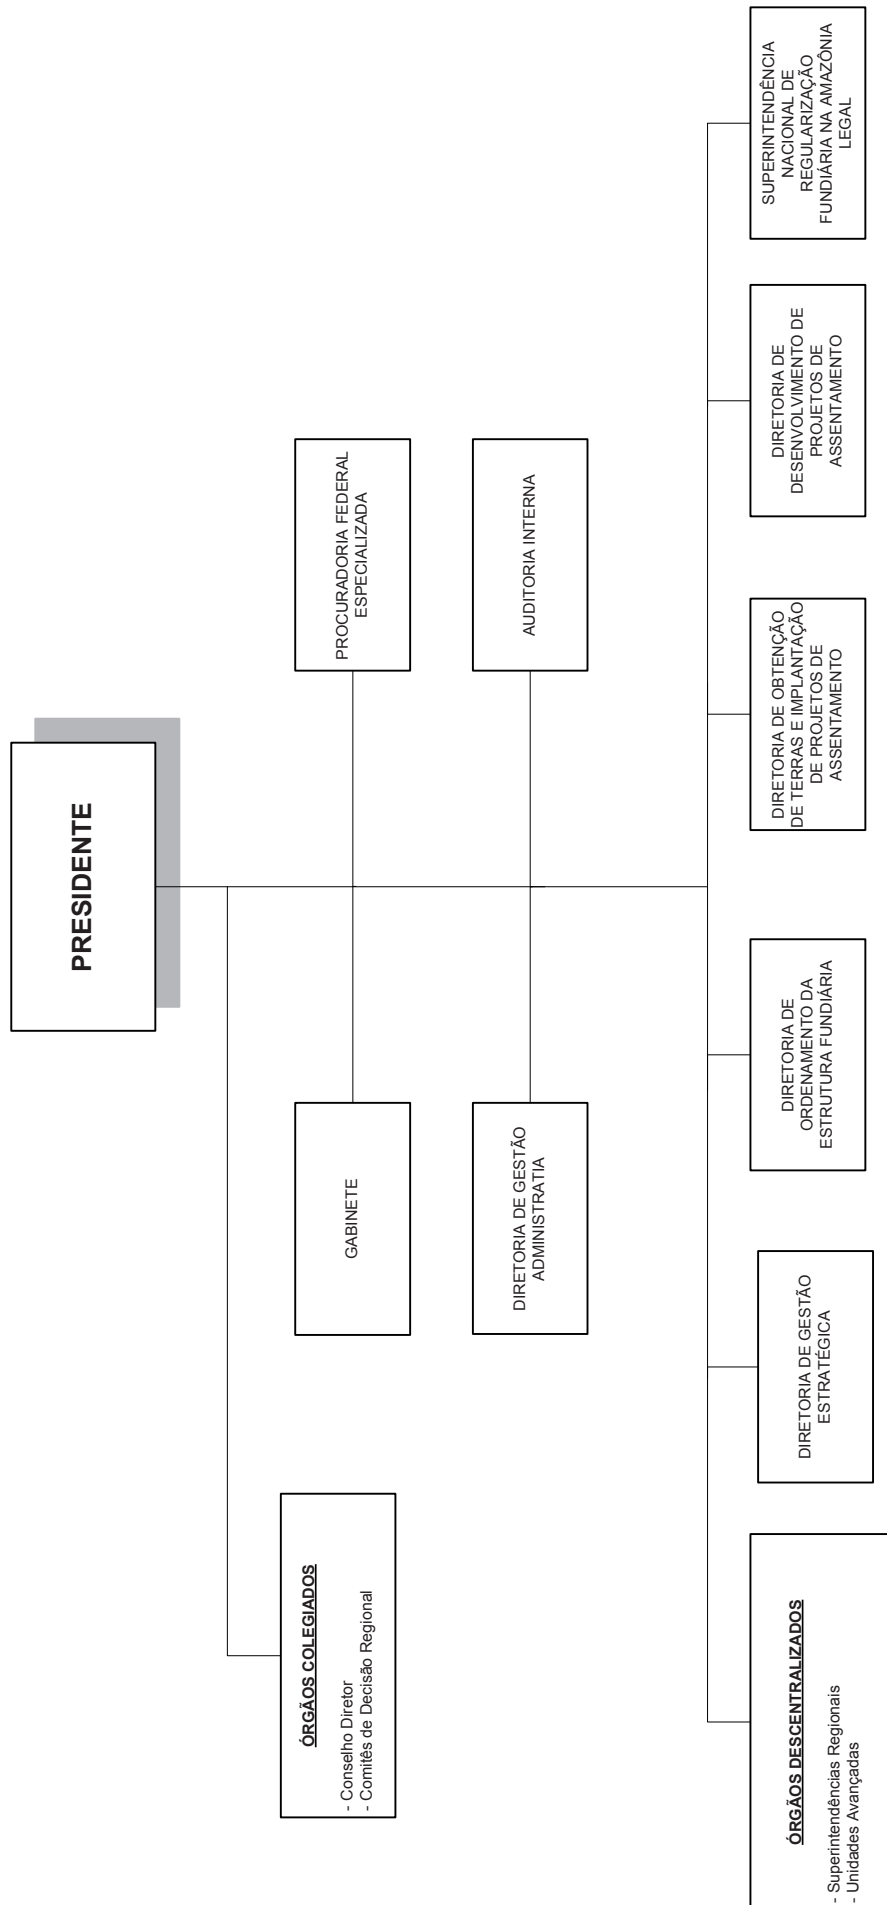 PRESIDENTE
ÓRGÃOS COLEGIADOS
- Conselho Diretor
- Comitês de Decisão Regional
GABINETE
PROCURADORIA FEDERAL
ESPECIALIZADA
DIRETORIA DE GESTÃO
ADMINISTRATIA
AUDITORIA INTERNA
ÓRGÃOS DESCENTRALIZADOS
- Superintendências Regionais
- Unidades Avançadas
DIRETORIA DE GESTÃO
ESTRATÉGICA
DIRETORIA DE
ORDENAMENTO DA
ESTRUTURA FUNDIÁRIA
DIRETORIA DE OBTENÇÃO
DE TERRAS E IMPLANTAÇÃO
DE PROJETOS DE
ASSENTAMENTO
DIRETORIA DE
DESENVOLVIMENTO DE
PROJETOS DE
ASSENTAMENTO
SUPERINTENDÊNCIA
NACIONAL DE
REGULARIZAÇÃO
FUNDIÁRIA NA AMAZÔNIA
LEGAL